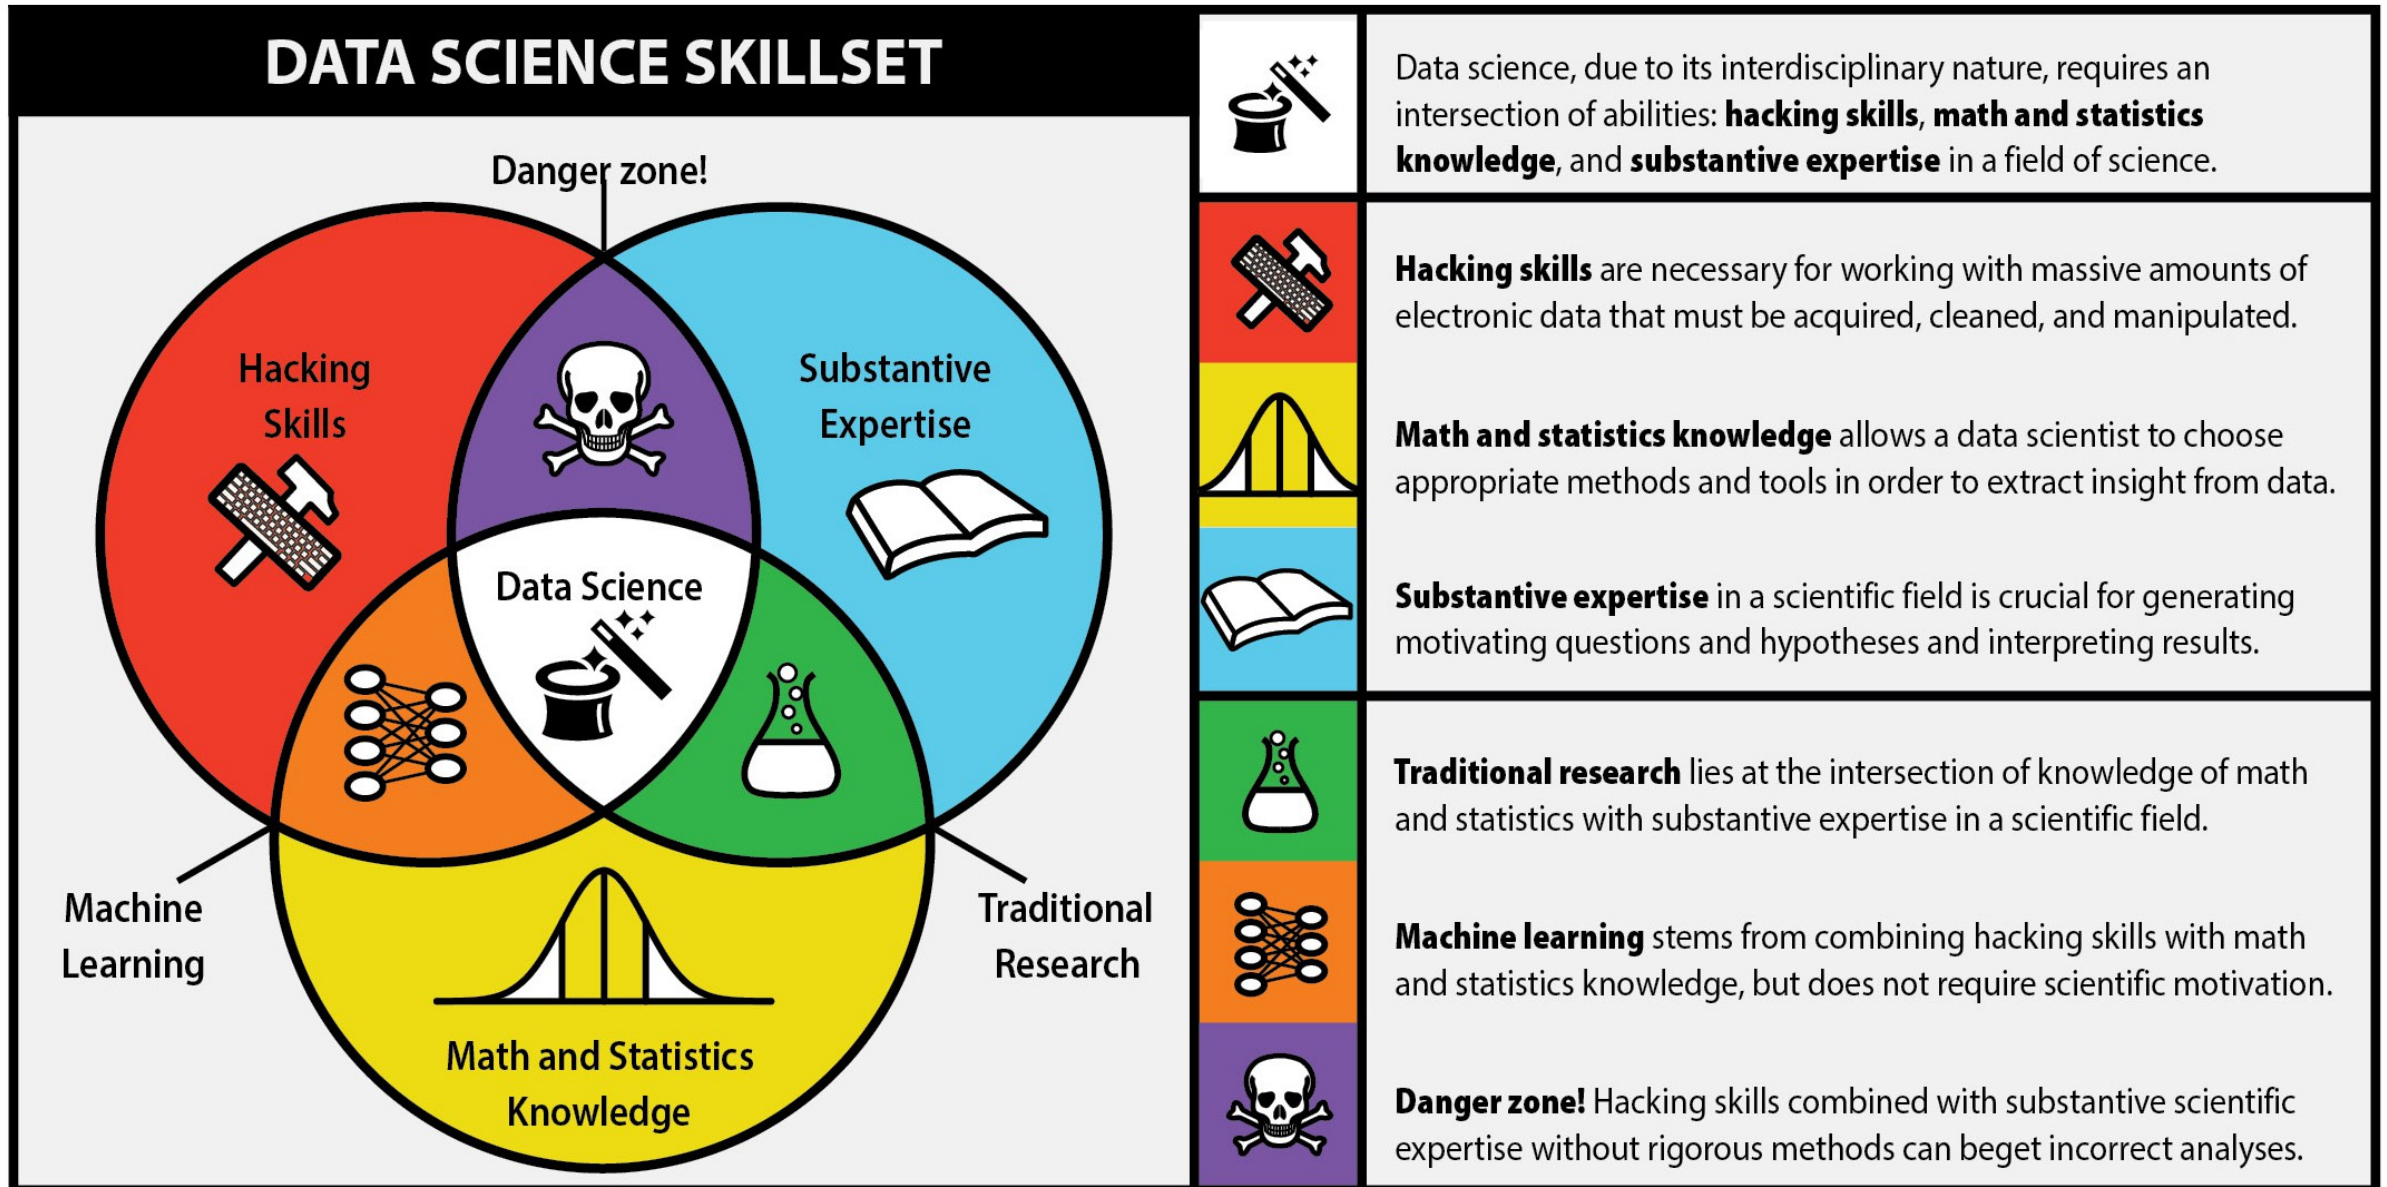 DATA SCIENCE SKILLSET
Danger zone!
Hacking
Skills
Substantive
Expertise
Data Science
Machine
Learning
Traditional
Research
Math and Statistics
Knowledge
Data science, due to its interdisciplinary nature, requires an
intersection of abilities: hacking skills, math and statistics
knowledge, and substantive expertise in a field of science.
Hacking skills are necessary for working with massive amounts of
electronic data that must be acquired, cleaned, and manipulated.
Math and statistics knowledge allows a data scientist to choose
appropriate methods and tools in order to extract insight from data.
Substantive expertise in a scientific field is crucial for generating
motivating questions and hypotheses and interpreting results.
Traditional research lies at the intersection of knowledge of math
and statistics with substantive expertise in a scientific field.
Machine learning stems from combining hacking skills with math
and statistics knowledge, but does not require scientific motivation.
Danger zone! Hacking skills combined with substantive scientific
expertise without rigorous methods can beget incorrect analyses.